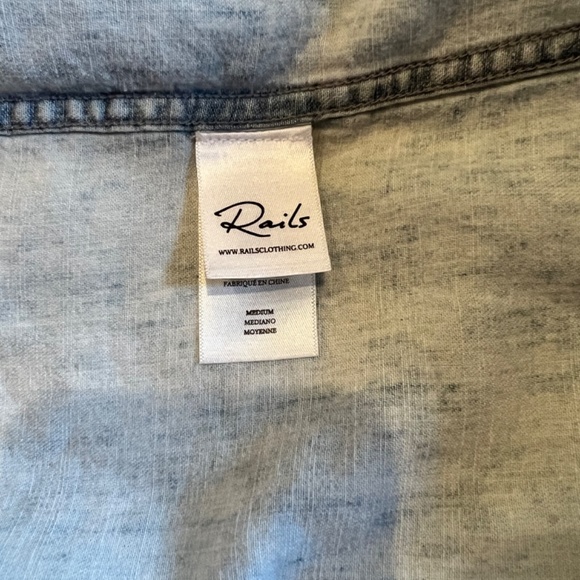 Rails
WWW.RAILSCLOTHING.COM
FABRIQUÉ EN CHINE
MEDIUM
MEDIANO
MOYENNE